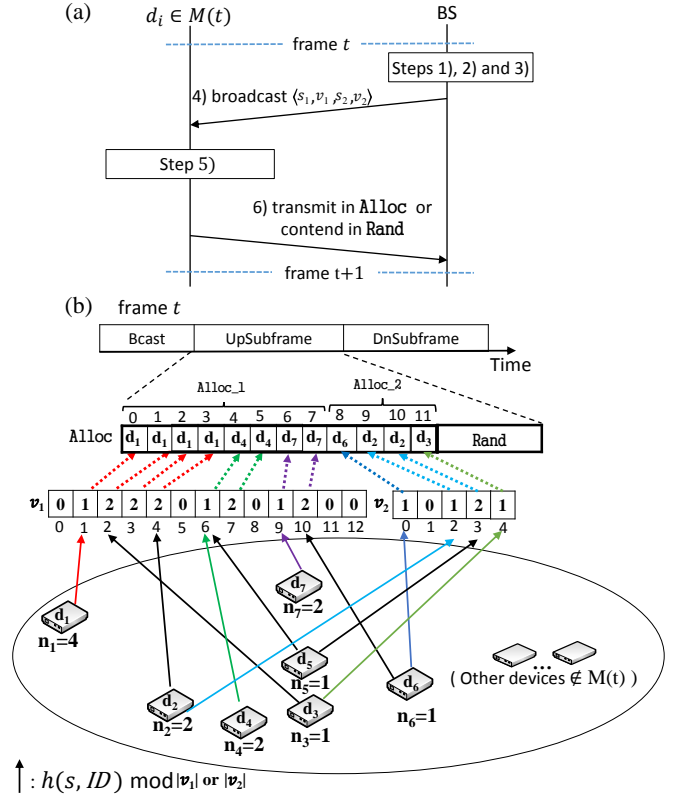 (a)
d_i ∈ M(t)
BS
frame t
Steps 1), 2) and 3)
4) broadcast ⟨s₁,v₁,s₂,v₂⟩
Step 5)
6) transmit in Alloc or
contend in Rand
frame t+1
(b)
frame t
Bcast UpSubframe DnSubframe
Time
Alloc_1 Alloc_2
0 1 2 3 4 5 6 7 8 9 10 11
Alloc d₁ d₁ d₁ d₁ d₄ d₄ d₇ d₇ d₆ d₂ d₂ d₃ Rand
v₁ 0 1 2 2 2 0 1 2 0 1 2 0 0 v₂ 1 0 1 2 1
0 1 2 3 4 5 6 7 8 9 10 11 12 0 1 2 3 4
d₇
n₇=2
d₁
n₁=4
d₅
n₅=1
d₆
n₆=1
...
( Other devices ∉ M(t) )
d₂
n₂=2
d₄
n₄=2
d₃
n₃=1
: h(s, ID) mod |v₁| or |v₂|